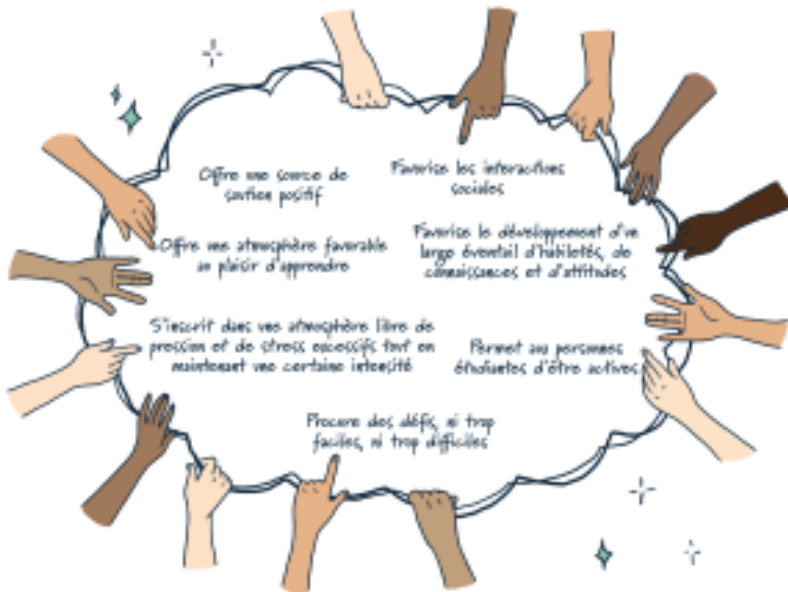 Offre une source de
soutien positif
Favorise les interactions
sociales
Offre une atmosphère favorable
au plaisir d'apprendre
Favorise le développement d'un
large éventail d'habiletés, de
connaissances et d'attitudes
S'inscrit dans une atmosphère libre de
pression et de stress excessifs tout en
maintenant une certaine intensité
Permet aux personnes
étudiantes d'être actives
Procure des défis, ni trop
faciles, ni trop difficiles